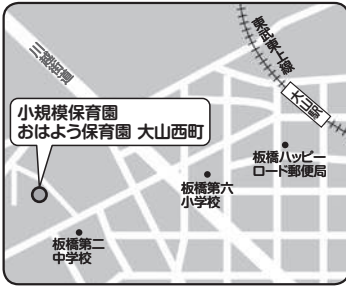 東武東上線
川越街道
大山駅
小規模保育園
おはよう保育園 大山西町
板橋ハッピー
ロード郵便局
板橋第六
小学校
板橋第二
中学校